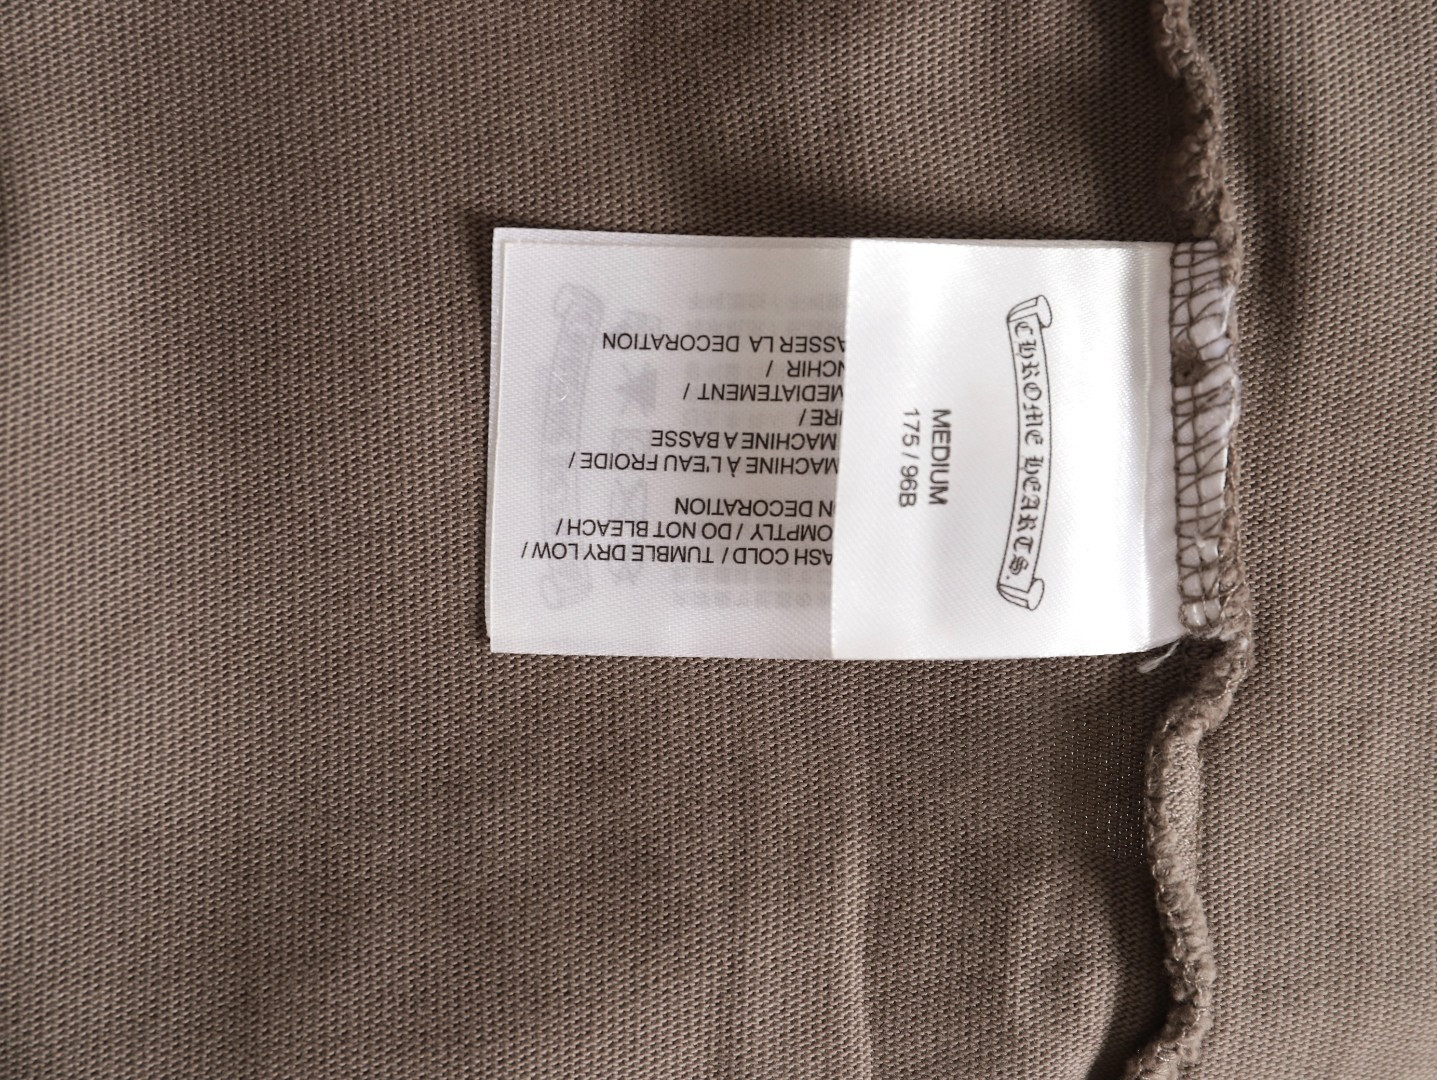 CHROME HEARTS.
MEDIUM
175 / 96B
ASH COLD / TUMBLE DRY LOW /
OMPTLY / DO NOT BLEACH /
N DECORATION
MACHINE À L'EAU FROIDE /
MACHINE A BASSE
URE /
MEDIATEMENT /
NCHIR /
ASSER LA DECORATION